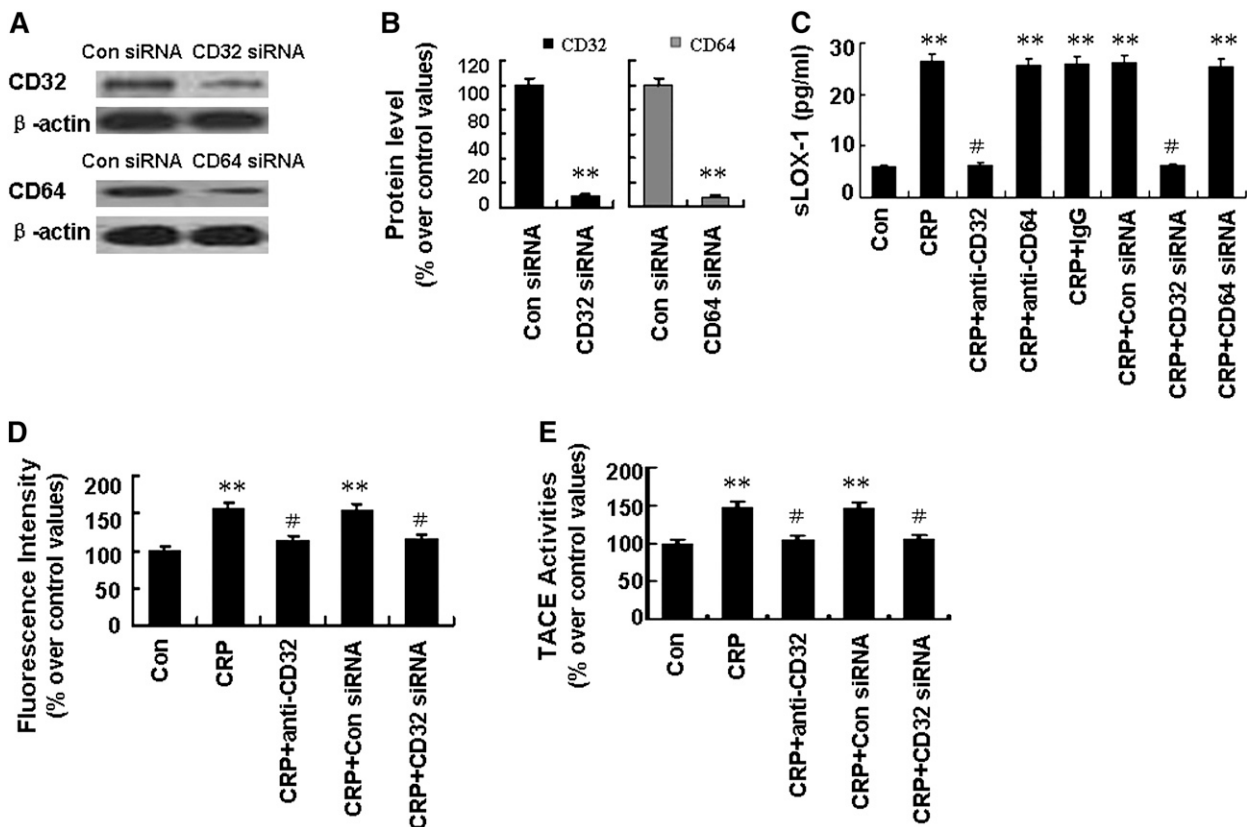 A
Con siRNA CD32 siRNA
CD32
β-actin
Con siRNA CD64 siRNA
CD64
β-actin
B
CD32
CD64
Protein level
(% over control values)
120
100
80
60
40
20
0
Con siRNA
CD32 siRNA
Con siRNA
CD64 siRNA
**
**
C
sLOX-1 (pg/ml)
30
20
10
0
**
#
**
**
**
#
**
Con
CRP
CRP+anti-CD32
CRP+anti-CD64
CRP+IgG
CRP+Con siRNA
CRP+CD32 siRNA
CRP+CD64 siRNA
D
Fluorescence Intensity
(% over control values)
200
150
100
50
0
**
#
**
#
Con
CRP
CRP+anti-CD32
CRP+Con siRNA
CRP+CD32 siRNA
E
TACE Activities
(% over control values)
200
150
100
50
0
**
#
**
#
Con
CRP
CRP+anti-CD32
CRP+Con siRNA
CRP+CD32 siRNA